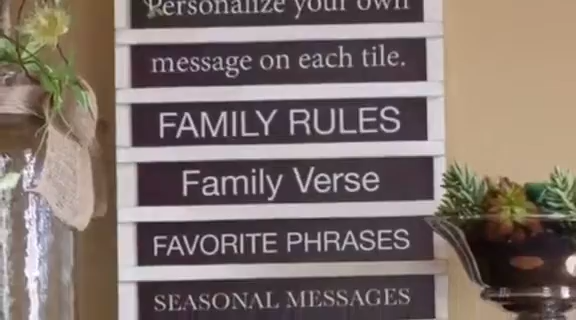 Personalize your own
message on each tile.
FAMILY RULES
Family Verse
FAVORITE PHRASES
SEASONAL MESSAGES